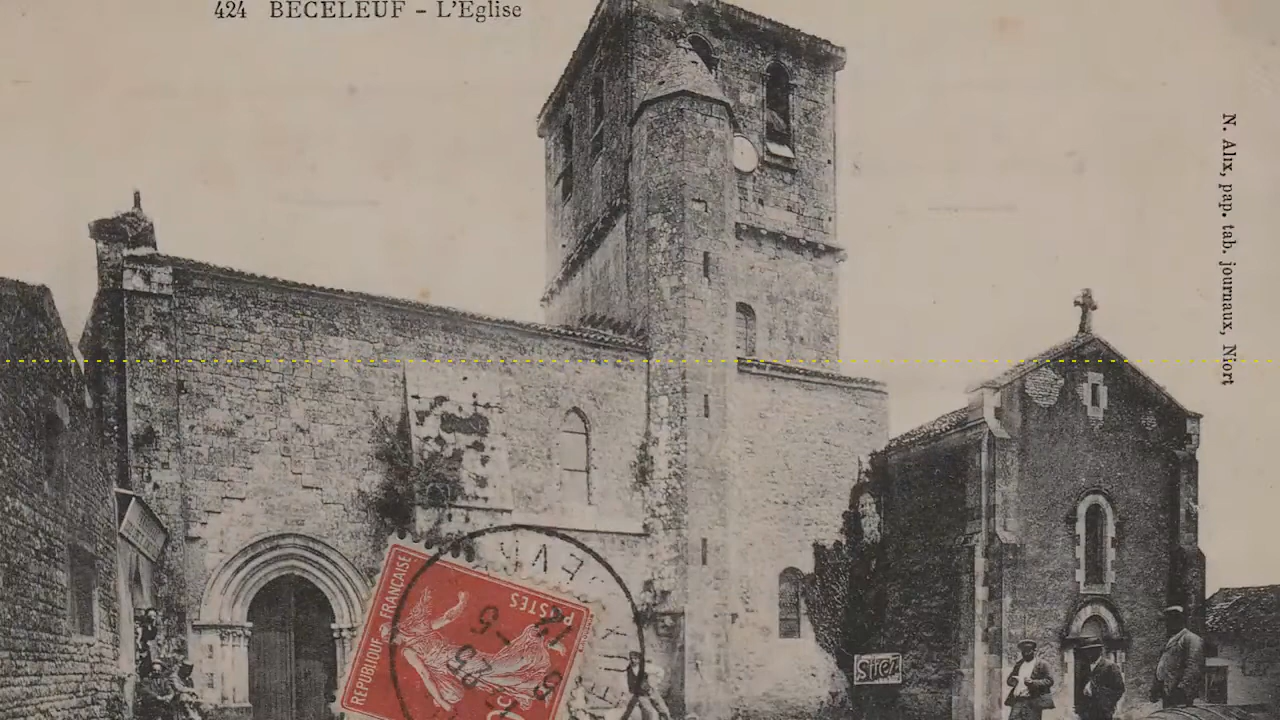 424 BECELEUF - L'Eglise
N. Alix, pap. tab. journaux, Niort
REPUBLIQUE FRANÇAISE
POSTES